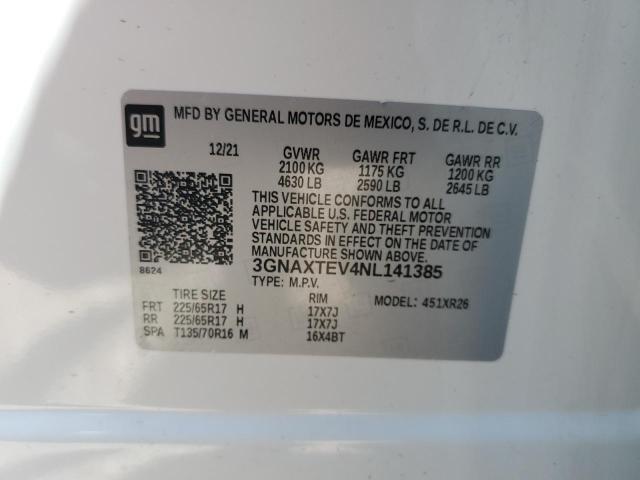 gm
MFD BY GENERAL MOTORS DE MEXICO, S. DE R.L. DE C.V.
12/21 GVWR GAWR FRT GAWR RR
2100 KG 1175 KG 1200 KG
4630 LB 2590 LB 2645 LB
THIS VEHICLE CONFORMS TO ALL
APPLICABLE U.S. FEDERAL MOTOR
VEHICLE SAFETY AND THEFT PREVENTION
STANDARDS IN EFFECT ON THE DATE OF
MANUFACTURE SHOWN ABOVE.
8624
3GNAXTEV4NL141385
TYPE: M.P.V. MODEL: 451XR26
TIRE SIZE RIM
FRT 225/65R17 H 17X7J
RR 225/65R17 H 17X7J
SPA T135/70R16 M 16X4BT